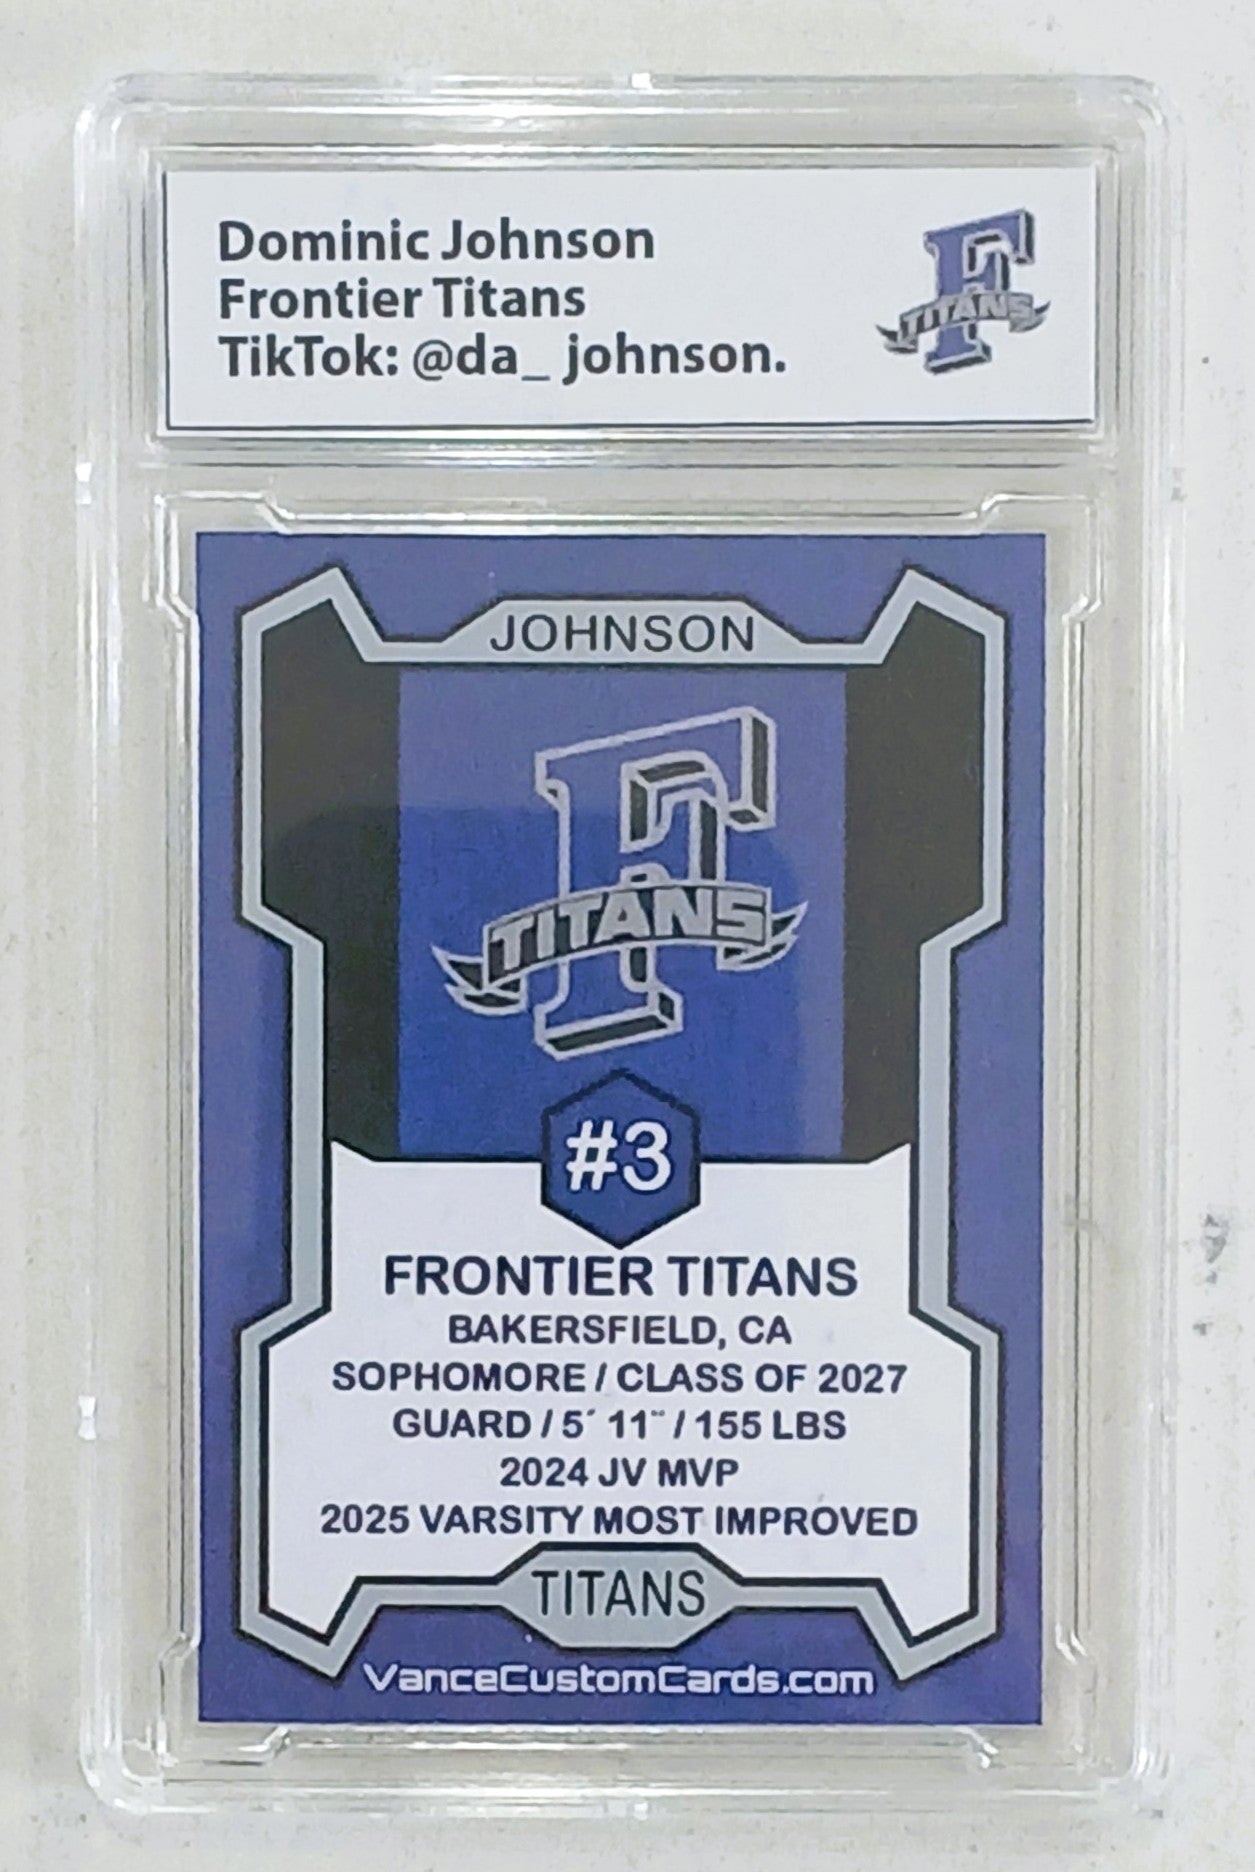 Dominic Johnson
Frontier Titans
TikTok: @da_ johnson.
TITANS
JOHNSON
TITANS
#3
FRONTIER TITANS
BAKERSFIELD, CA
SOPHOMORE / CLASS OF 2027
GUARD / 5´ 11¨ / 155 LBS
2024 JV MVP
2025 VARSITY MOST IMPROVED
TITANS
VanceCustomCards.com